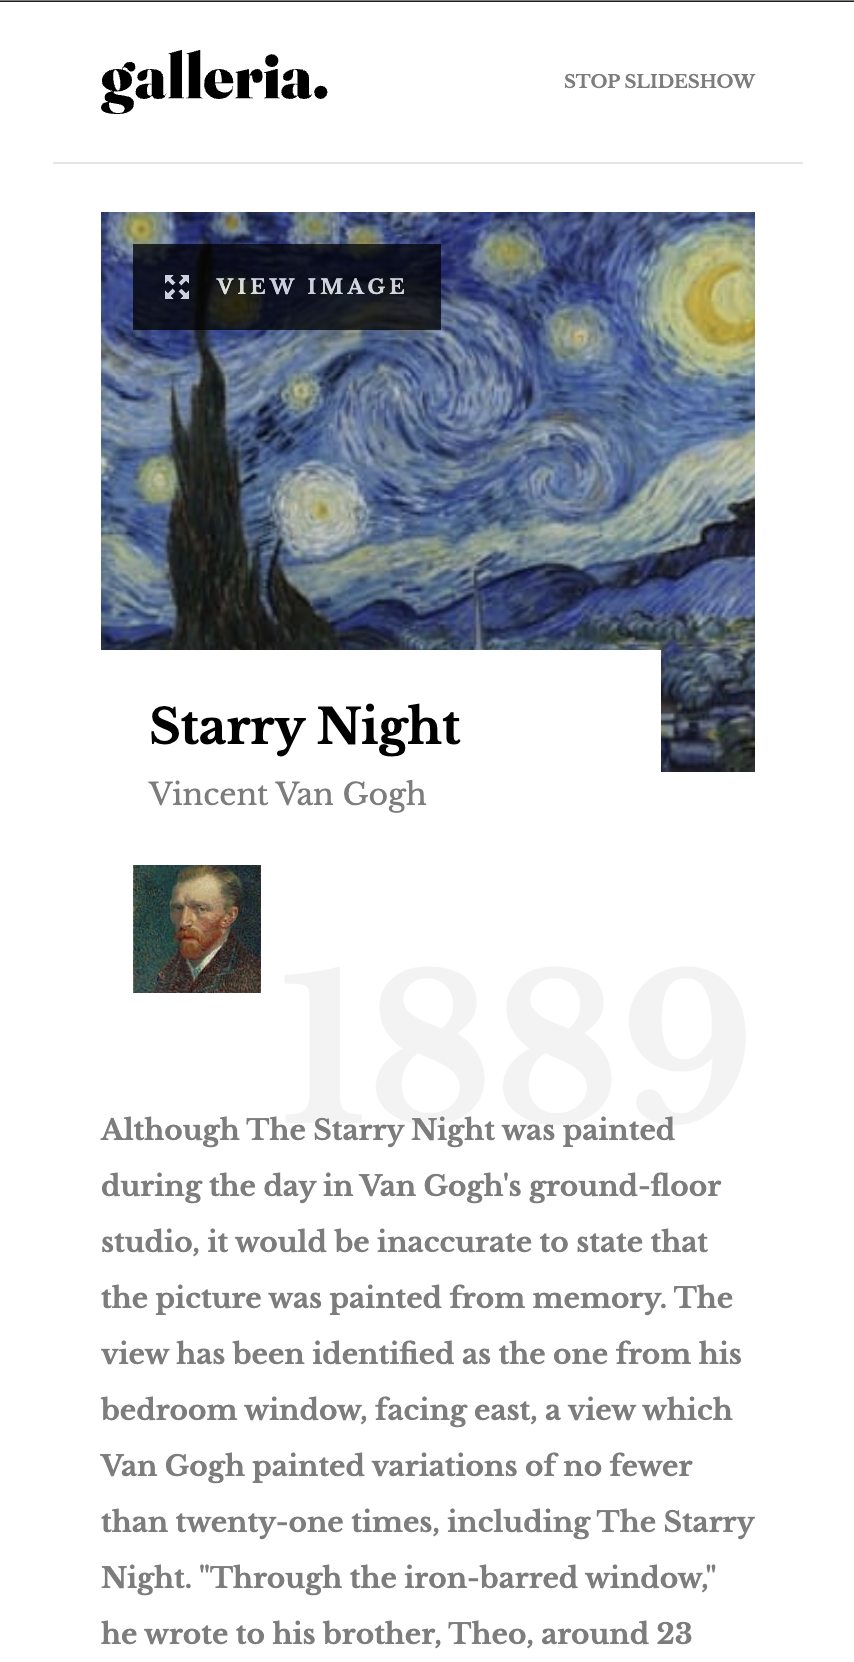 galleria.
STOP SLIDESHOW
VIEW IMAGE
Starry Night
Vincent Van Gogh
1889
Although The Starry Night was painted
during the day in Van Gogh's ground-floor
studio, it would be inaccurate to state that
the picture was painted from memory. The
view has been identified as the one from his
bedroom window, facing east, a view which
Van Gogh painted variations of no fewer
than twenty-one times, including The Starry
Night. "Through the iron-barred window,"
he wrote to his brother, Theo, around 23